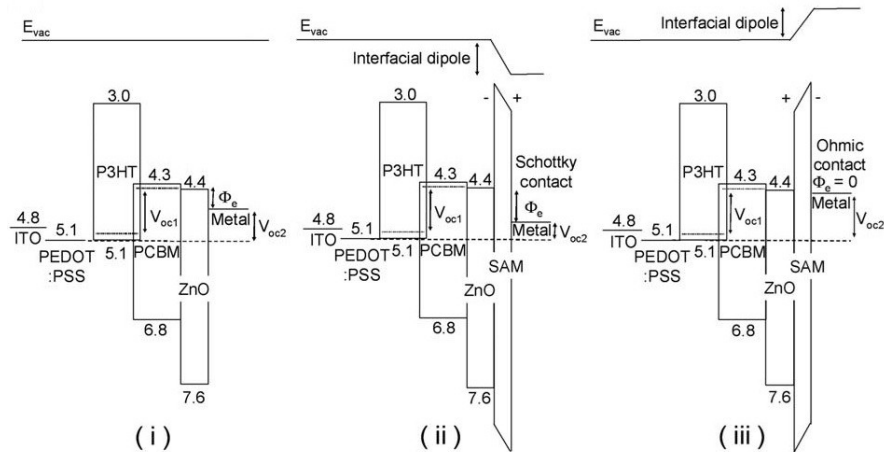 E_vac
3.0
P3HT
4.3
4.4
Φ_e
V_oc1
Metal
V_oc2
4.8
5.1
ITO
5.1
PCBM
PEDOT
:PSS
ZnO
6.8
7.6
( i )
E_vac
Interfacial dipole
3.0
- +
P3HT
Schottky
contact
4.3
4.4
Φ_e
V_oc1
4.8
5.1
Metal
V_oc2
ITO
5.1
PCBM
PEDOT
:PSS
SAM
ZnO
6.8
7.6
( ii )
Interfacial dipole
E_vac
3.0
+ -
P3HT
Ohmic
contact
Φ_e = 0
4.3
4.4
Metal
V_oc1
V_oc2
4.8
5.1
ITO
5.1
PCBM
PEDOT
:PSS
SAM
ZnO
6.8
7.6
( iii )